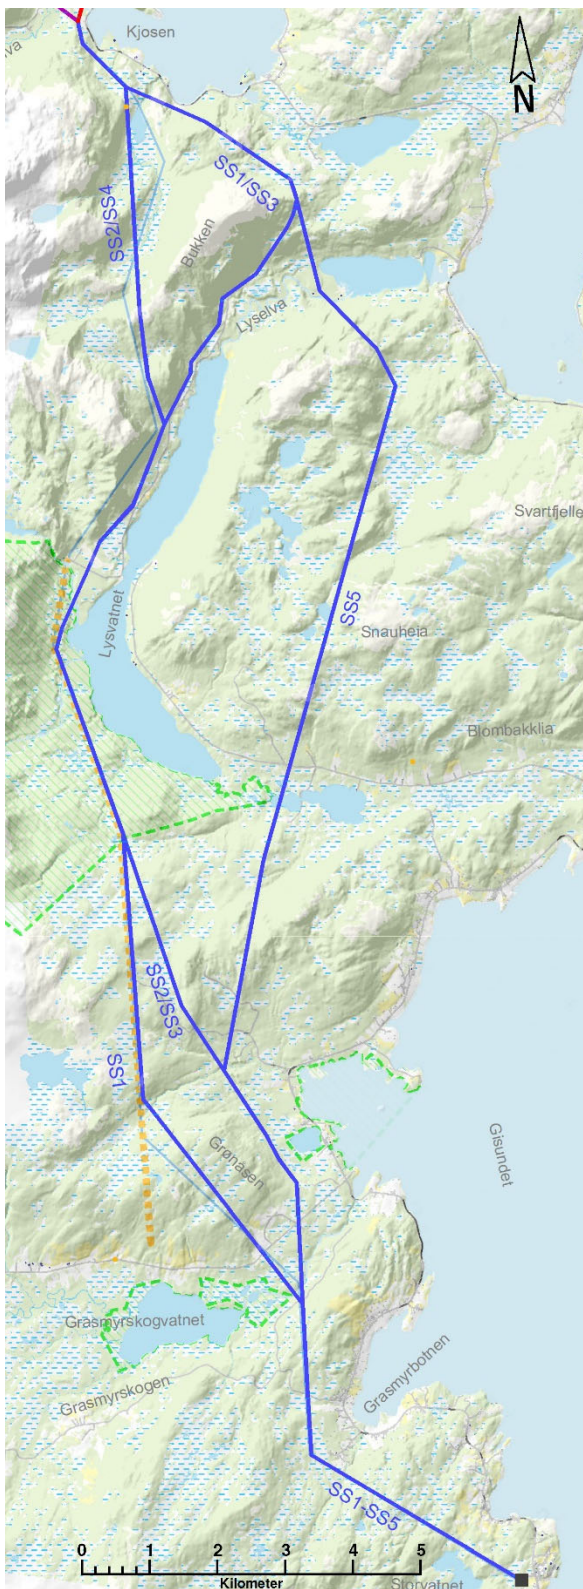 Kjosen
N
lva
SS1/SS3
SS2/SS4
Bukken
Lyselva
Svartfjelle
SS5
Lysvatnet
Snauheia
Blombakklia
SS2/SS3
SS1
Gisundet
Grønåsen
Grasmyrskogvatnet
Grasmyrbotnen
Grasmyrskogen
SS1-SS5
0 1 2 3 4 5
Kilometer
Storvatnet